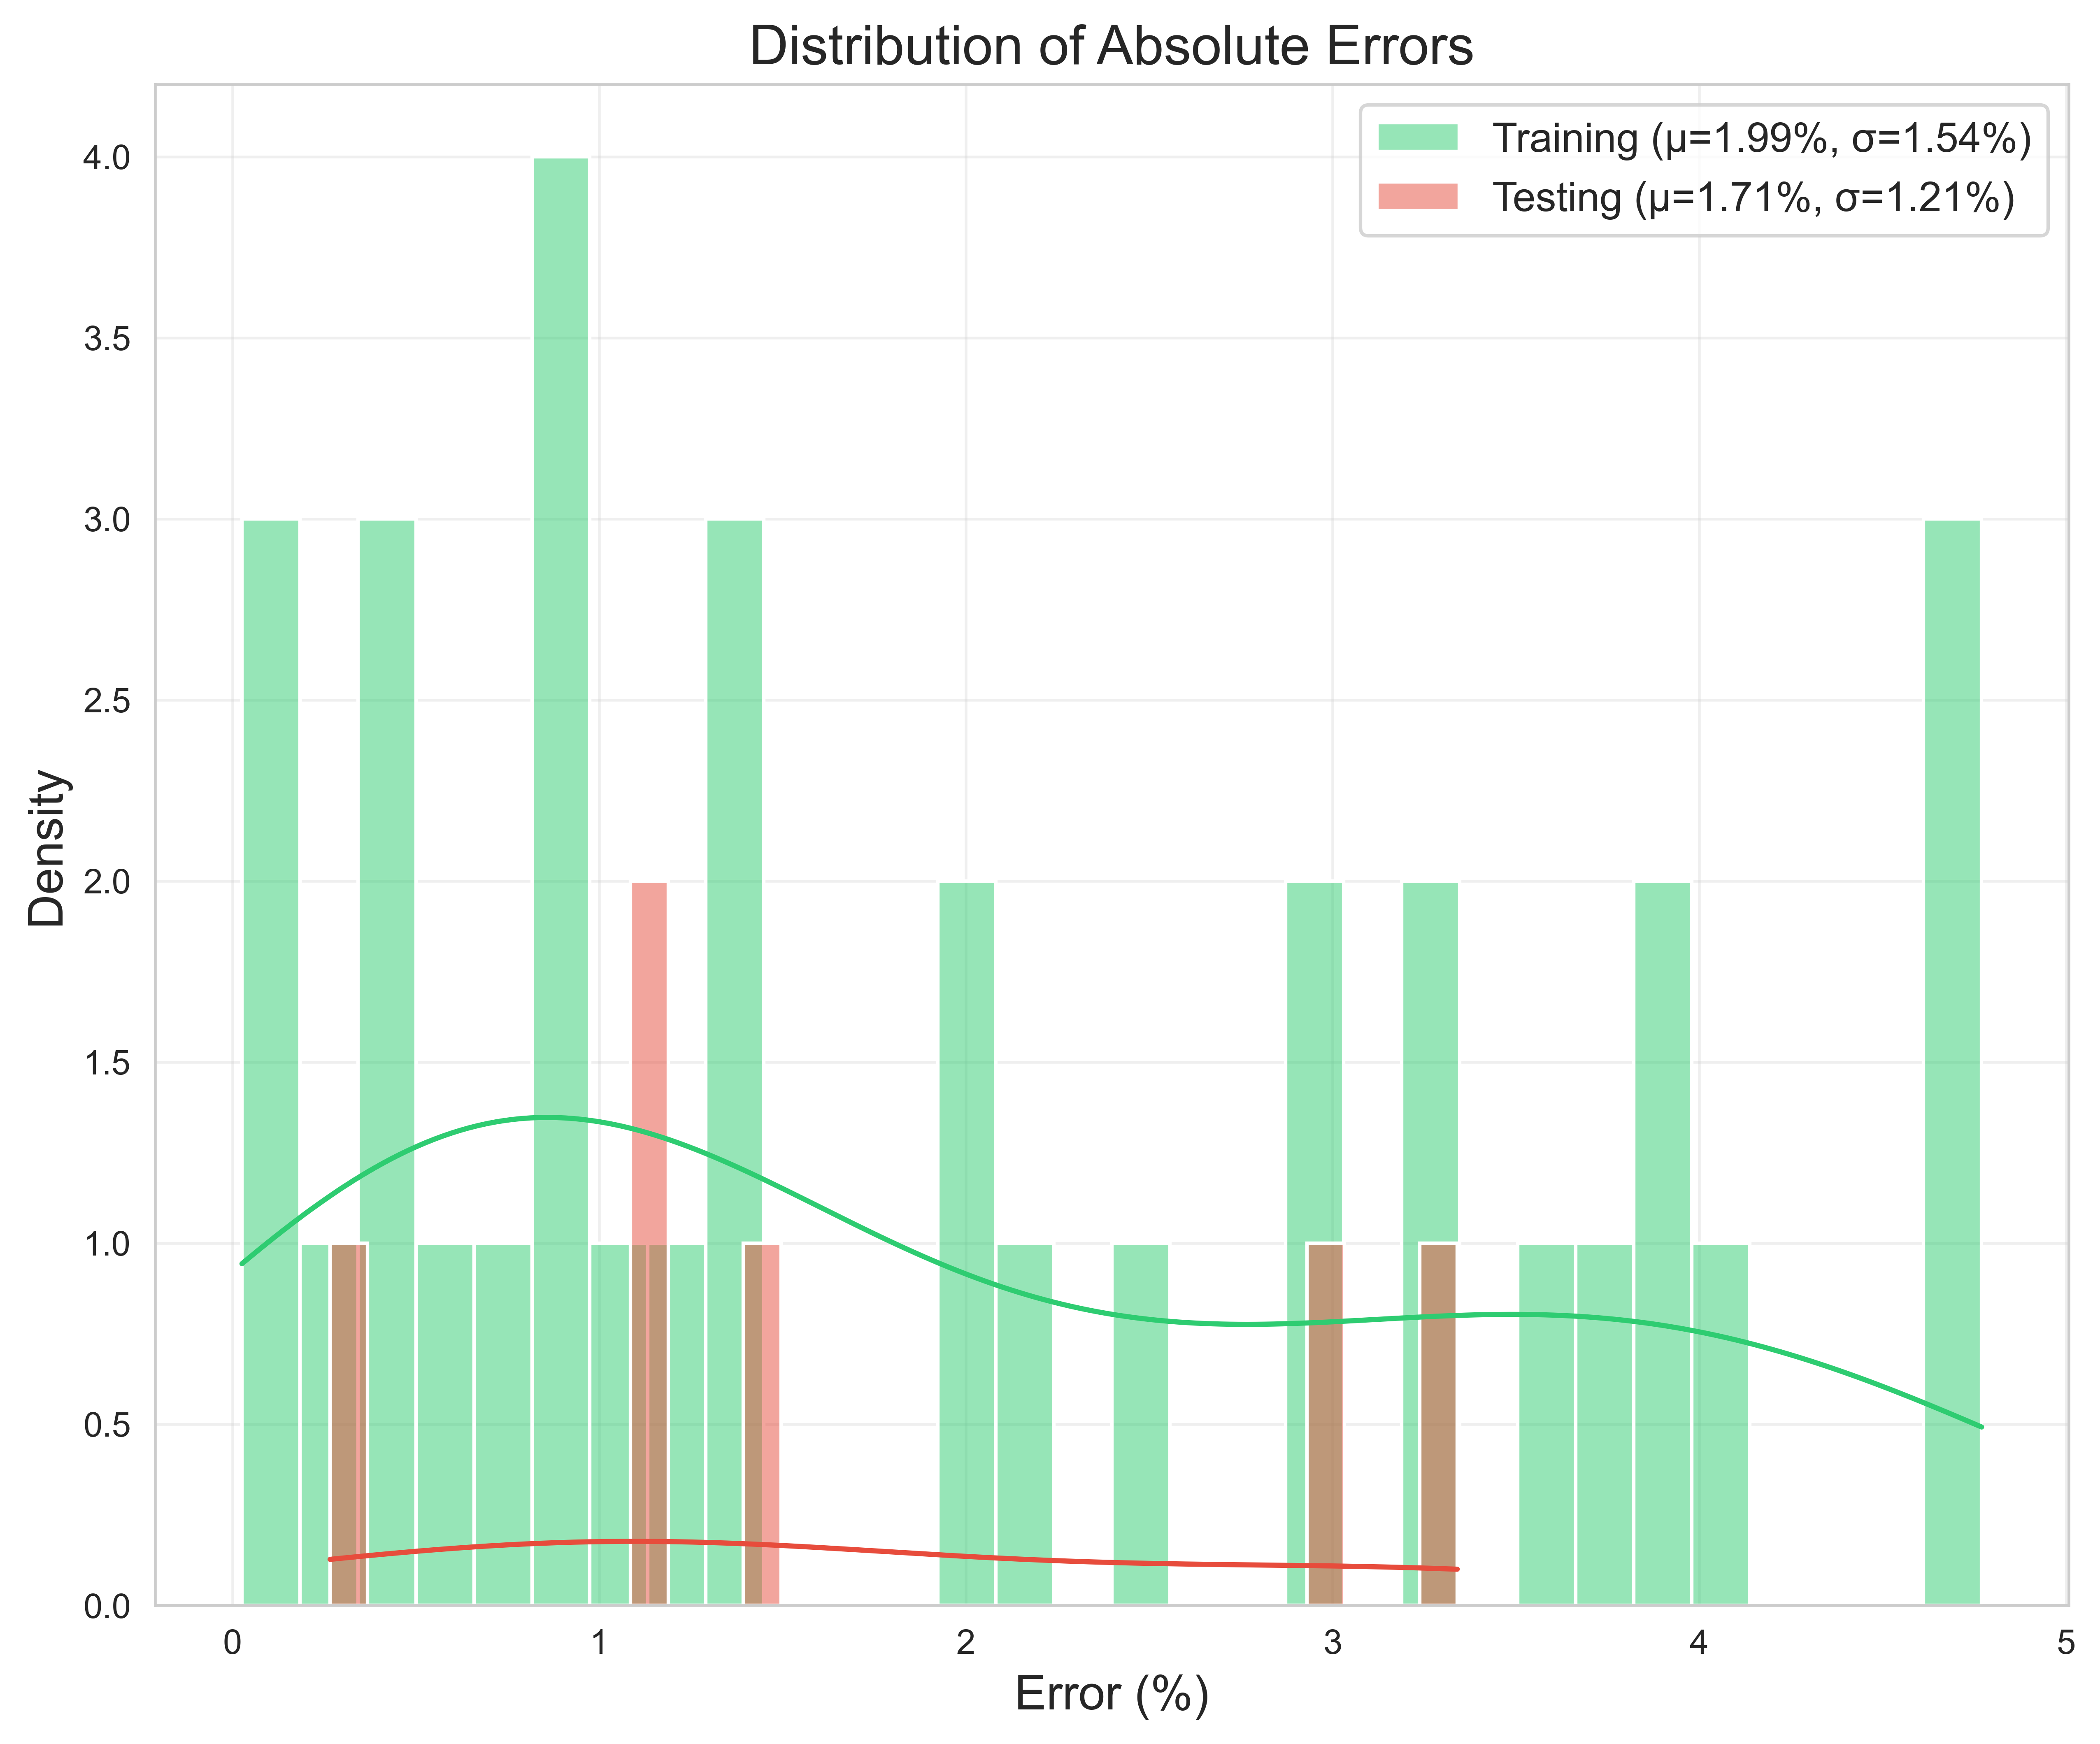 Distribution of Absolute Errors
Training (μ=1.99%, σ=1.54%)
Testing (μ=1.71%, σ=1.21%)
4.0
3.5
3.0
2.5
2.0
1.5
1.0
0.5
0.0
Density
0 1 2 3 4 5
Error (%)